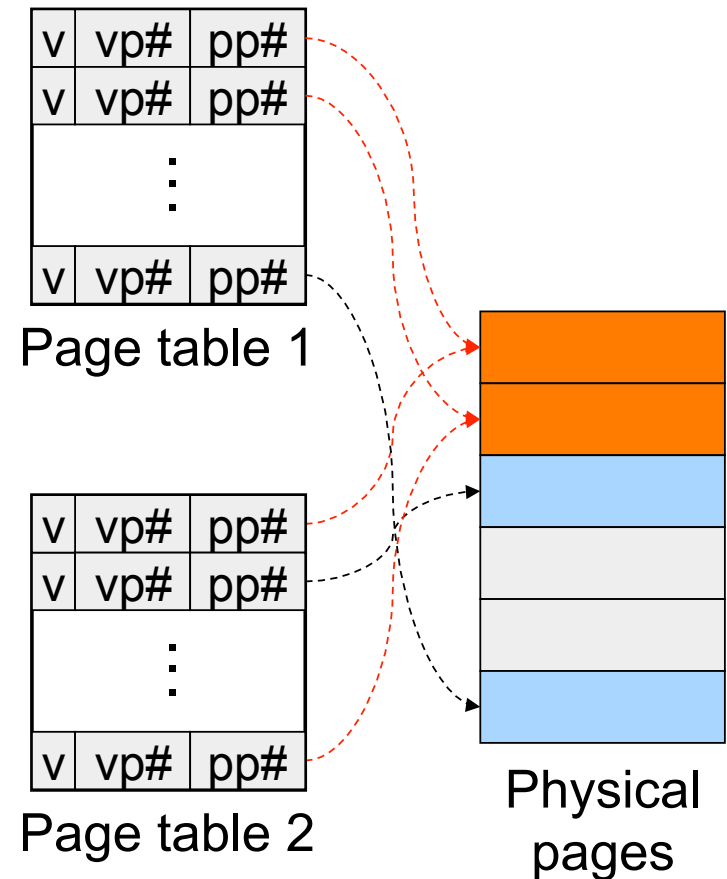 v vp# pp#
v vp# pp#
⋮
v vp# pp#
Page table 1
v vp# pp#
v vp# pp#
⋮
v vp# pp#
Page table 2
Physical
pages